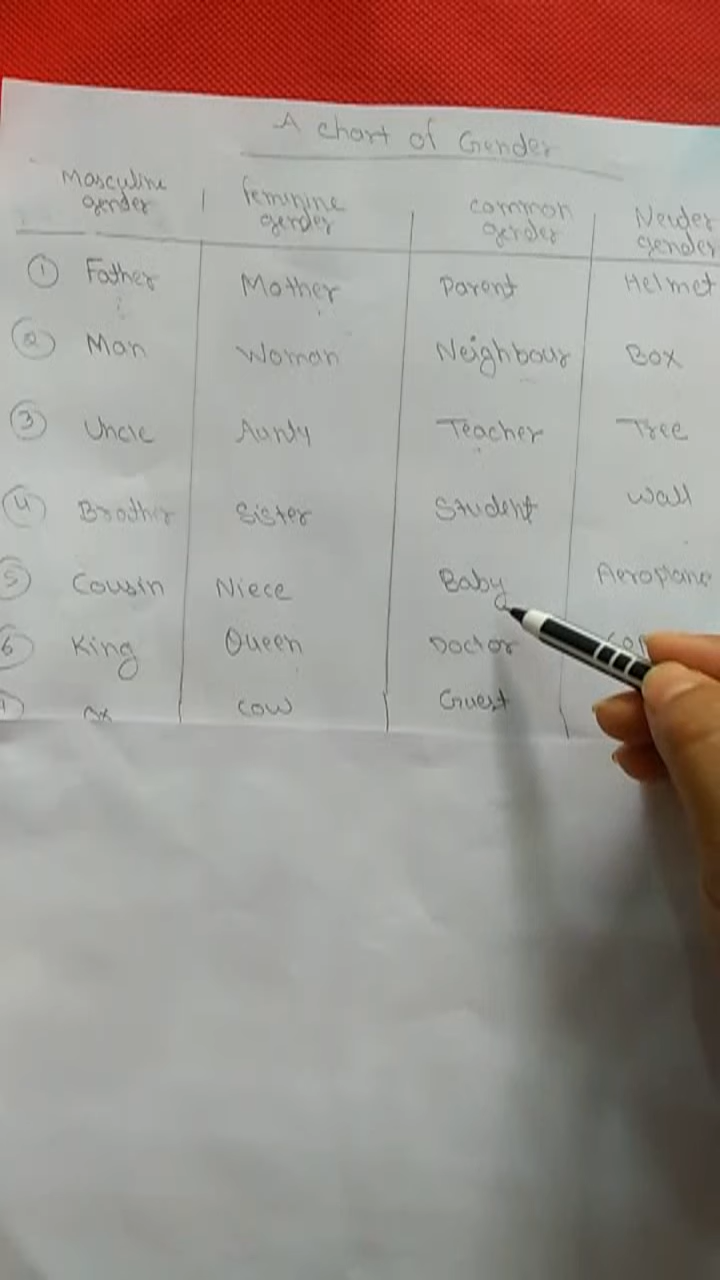 A chart of Gender
Masculine gender | feminine gender common gender Neuter gender
① Father Mother Parent Helmet
② Man Woman Neighbour Box
③ Uncle Aunty Teacher Tree
④ Brother Sister Student Wall
⑤ Cousin Niece Baby Aeroplane
⑥ King Queen Doctor
Ox Cow Guest